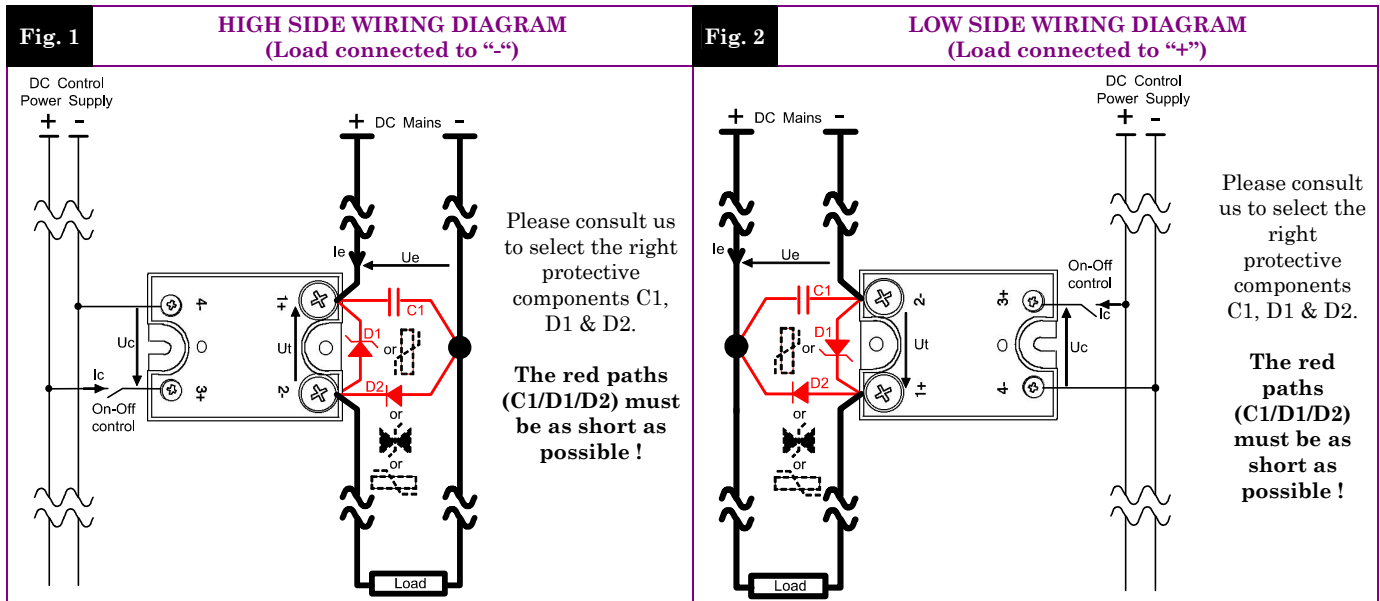 Fig. 1
HIGH SIDE WIRING DIAGRAM
(Load connected to “-“)
DC Control
Power Supply
+ -
+ DC Mains -
Ie
Ue
4-
1+
C1
Uc
Ut
D1
or
Ic
3+
2-
D2
On-Off
control
or
or
Load
Please consult us
to select the right
protective
components C1,
D1 & D2.
The red paths
(C1/D1/D2) must
be as short as
possible !
Fig. 2
LOW SIDE WIRING DIAGRAM
(Load connected to “+”)
DC Control
Power Supply
+ -
+ DC Mains -
Ie
Ue
C1
2-
3+
On-Off
control
Ic
D1
or
Ut
Uc
D2
1+
4-
or
or
Load
Please consult
us to select the
right
protective
components
C1, D1 & D2.
The red
paths
(C1/D1/D2)
must be as
short as
possible !